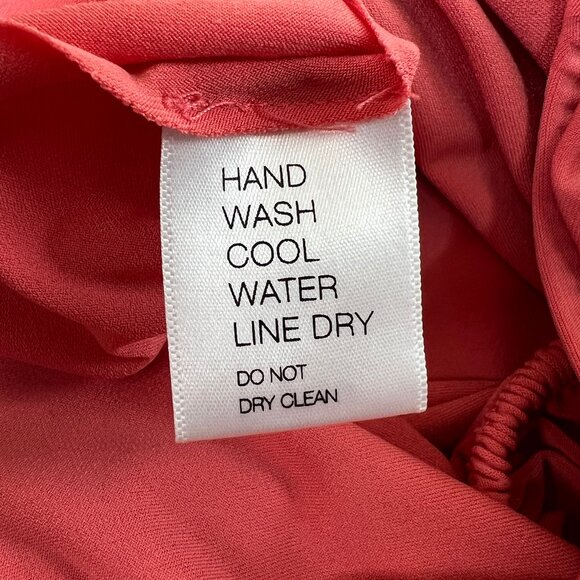 HAND
WASH
COOL
WATER
LINE DRY
DO NOT
DRY CLEAN